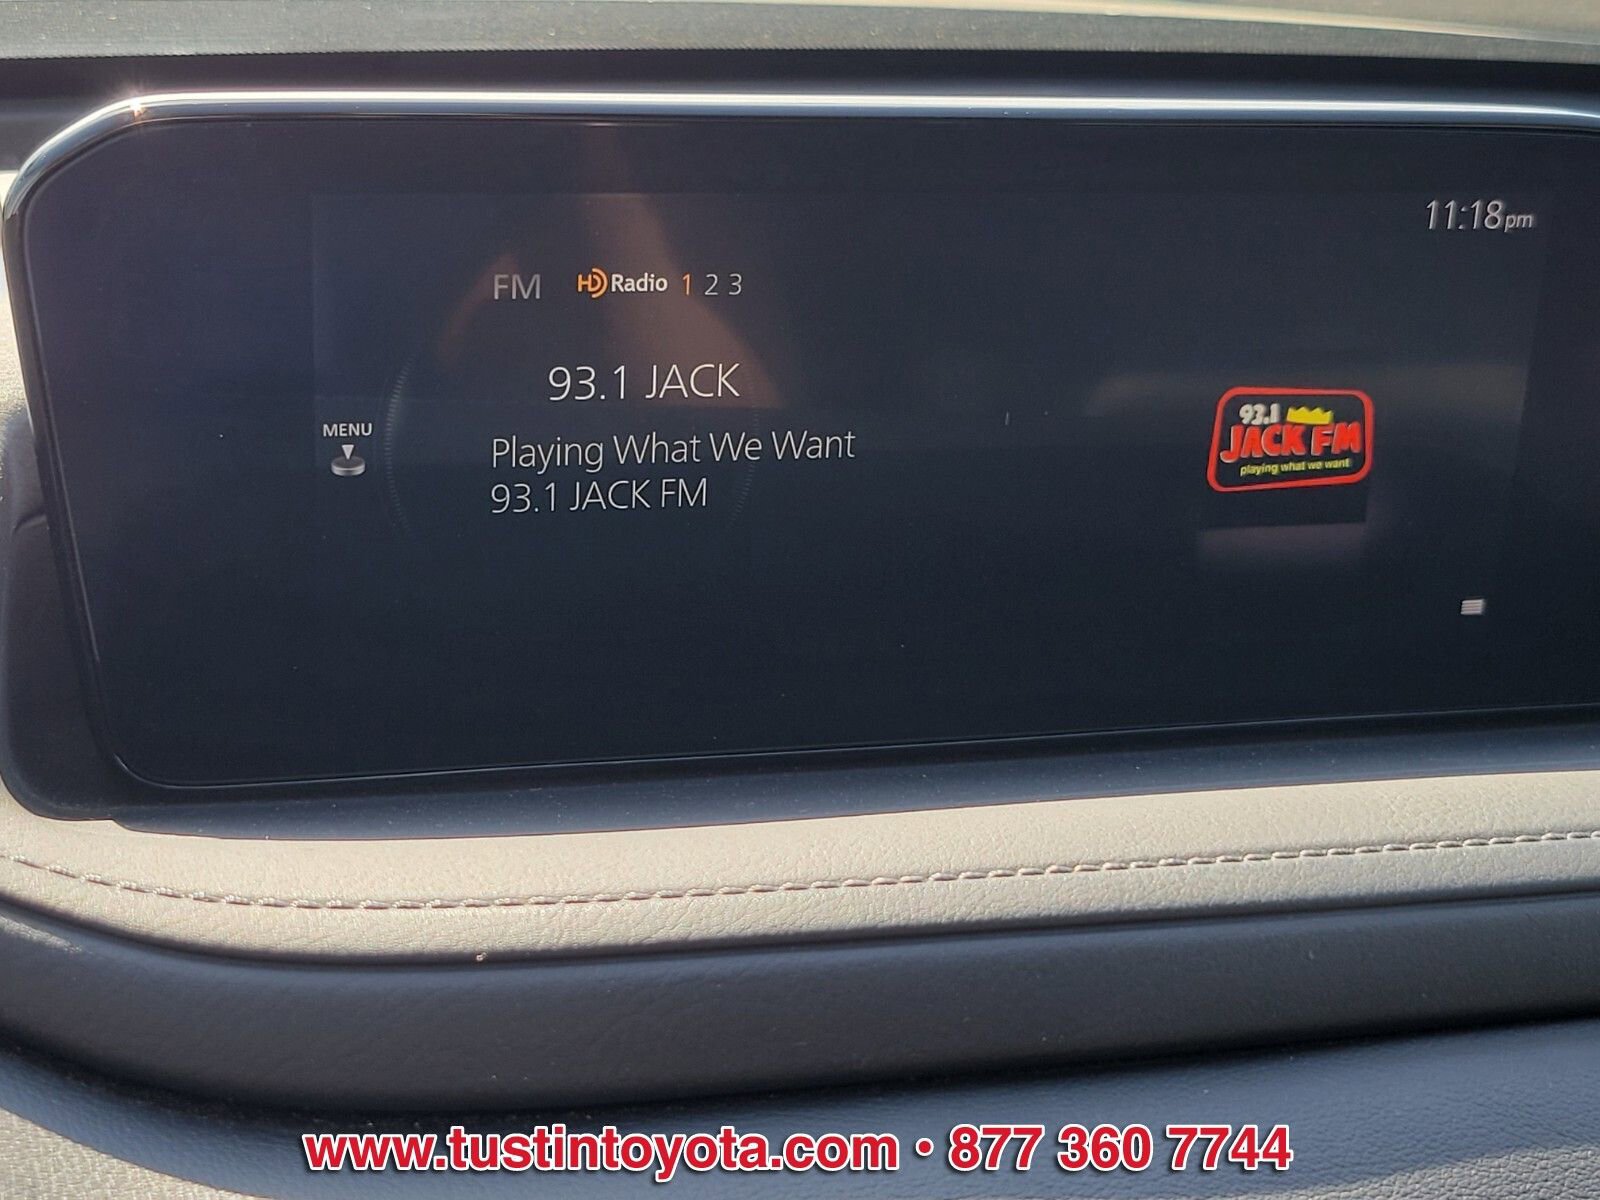 11:18pm
FM HD Radio 1 2 3
93.1 JACK
MENU
Playing What We Want
93.1 JACK FM
93.1
JACK FM
playing what we want
www.tustintoyota.com • 877 360 7744